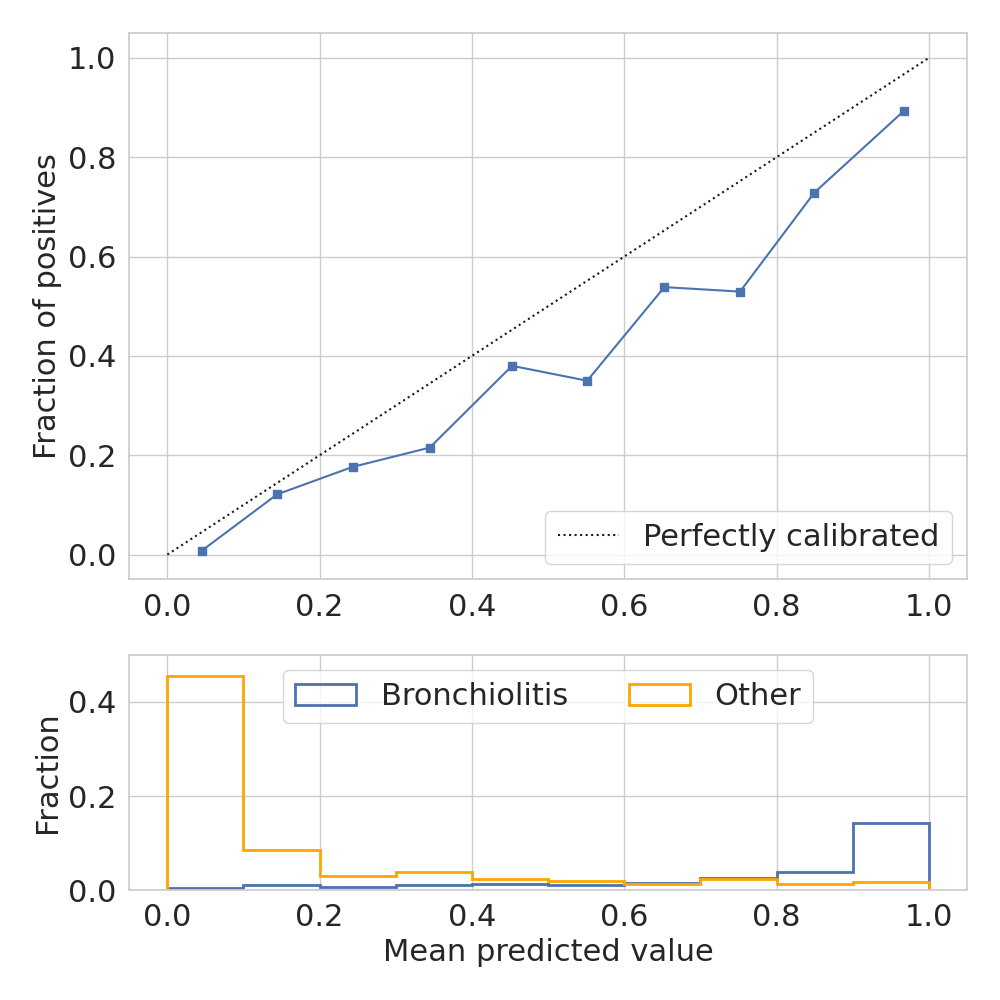 1.0
0.8
0.6
0.4
0.2
0.0
Fraction of positives
Perfectly calibrated
0.0 0.2 0.4 0.6 0.8 1.0
Bronchiolitis Other
0.4
0.2
0.0
Fraction
0.0 0.2 0.4 0.6 0.8 1.0
Mean predicted value